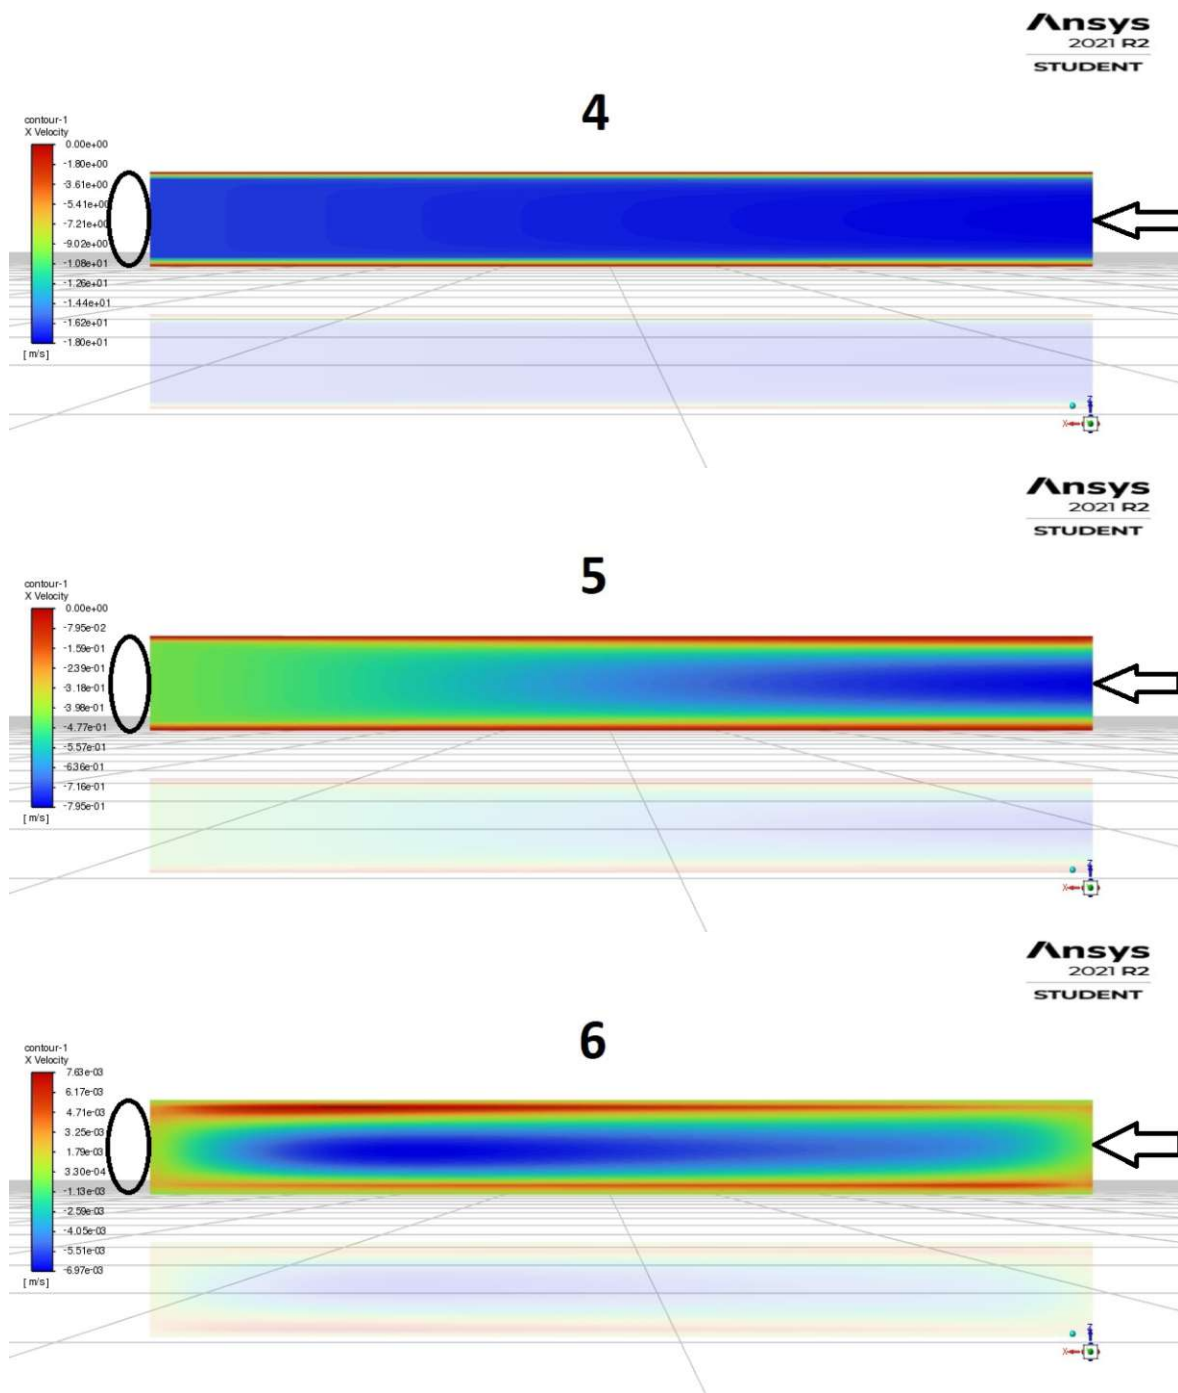 Ansys
2021 R2
STUDENT
4
contour-1
X Velocity
0.00e+00
-1.80e+00
-3.61e+00
-5.41e+00
-7.21e+00
-9.02e+00
-1.08e+01
-1.26e+01
-1.44e+01
-1.62e+01
-1.80e+01
[ m/s ]
Z
X
Ansys
2021 R2
STUDENT
5
contour-1
X Velocity
0.00e+00
-7.95e-02
-1.59e-01
-2.39e-01
-3.18e-01
-3.98e-01
-4.77e-01
-5.57e-01
-6.36e-01
-7.16e-01
-7.95e-01
[ m/s ]
Z
X
Ansys
2021 R2
STUDENT
6
contour-1
X Velocity
7.63e-03
6.17e-03
4.71e-03
3.25e-03
1.79e-03
3.30e-04
-1.13e-03
-2.59e-03
-4.05e-03
-5.51e-03
-6.97e-03
[ m/s ]
Z
X